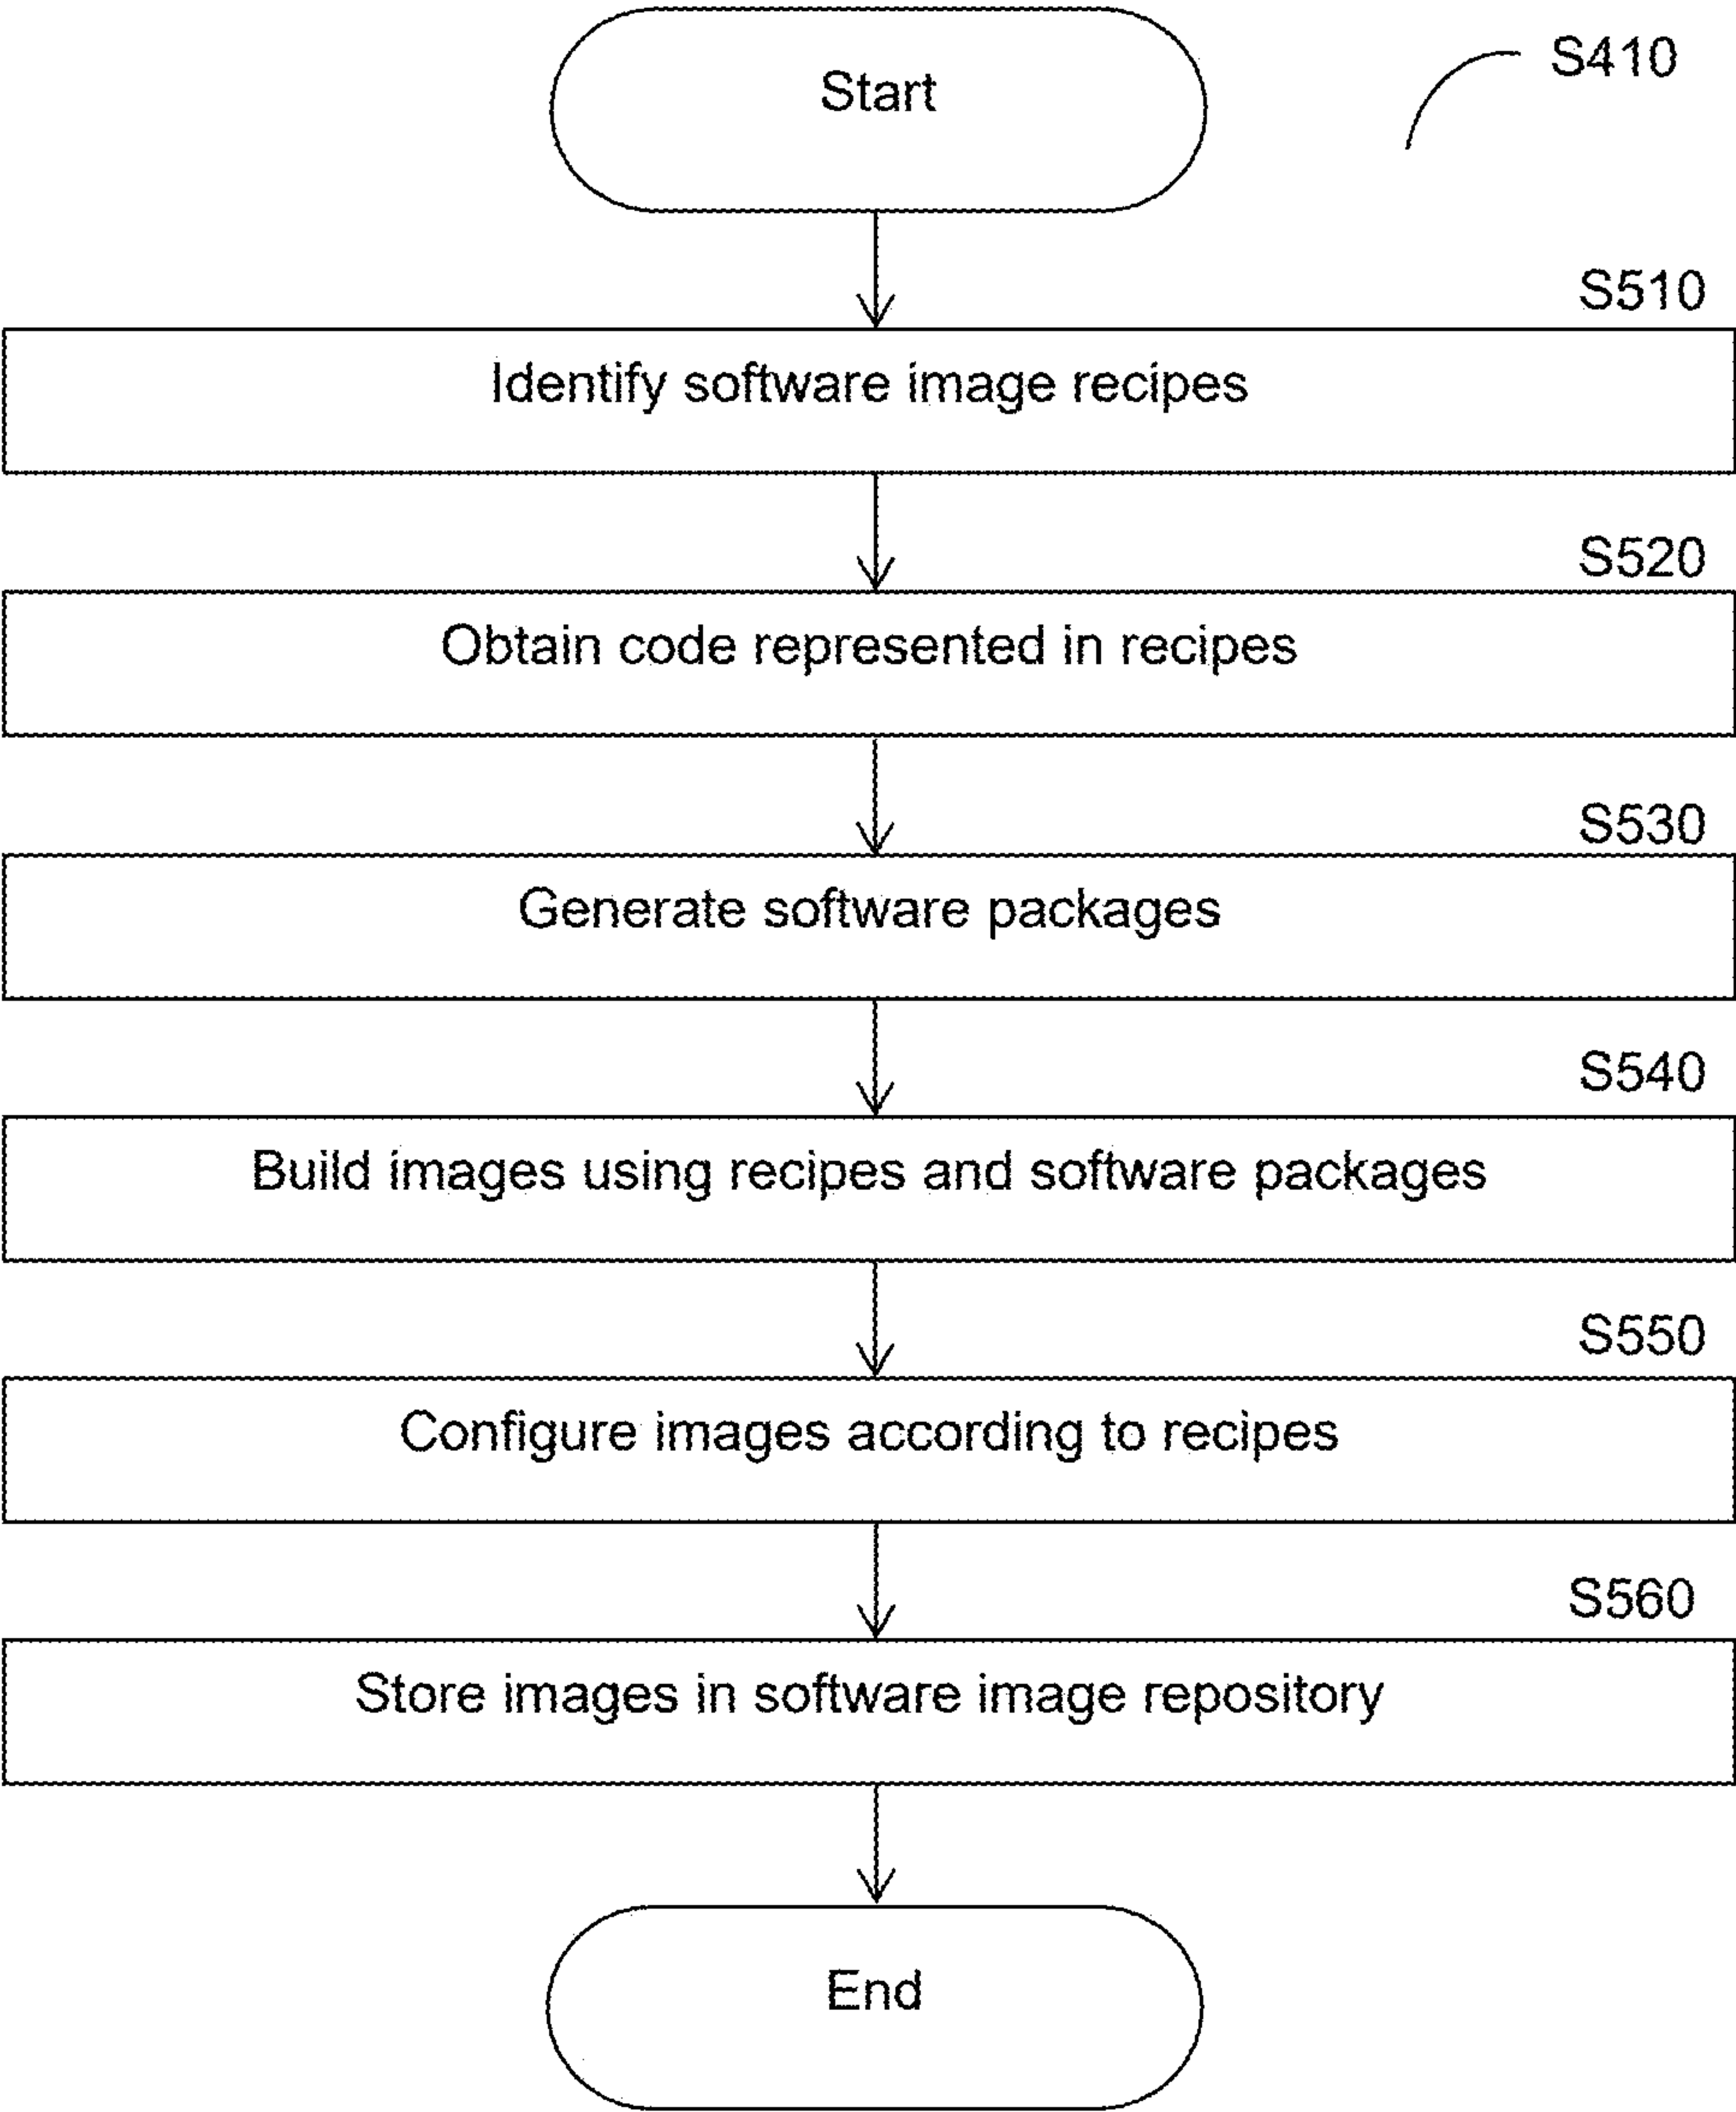 Start
S410
S510
Identify software image recipes
S520
Obtain code represented in recipes
S530
Generate software packages
S540
Build images using recipes and software packages
S550
Configure images according to recipes
S560
Store images in software image repository
End